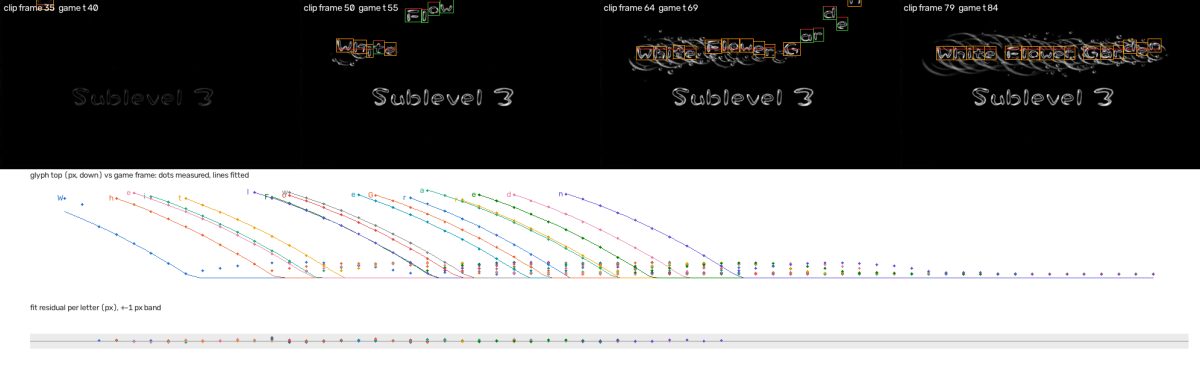 clip frame 35 game t 40
clip frame 50 game t 55
clip frame 64 game t 69
clip frame 79 game t 84
Flow
White
White Flower G ar de
White Flower Garden
Sublevel 3
Sublevel 3
Sublevel 3
Sublevel 3
glyph top (px, down) vs game frame: dots measured, lines fitted
W h e i t l F o w e G r a r e d n
fit residual per letter (px), +-1 px band